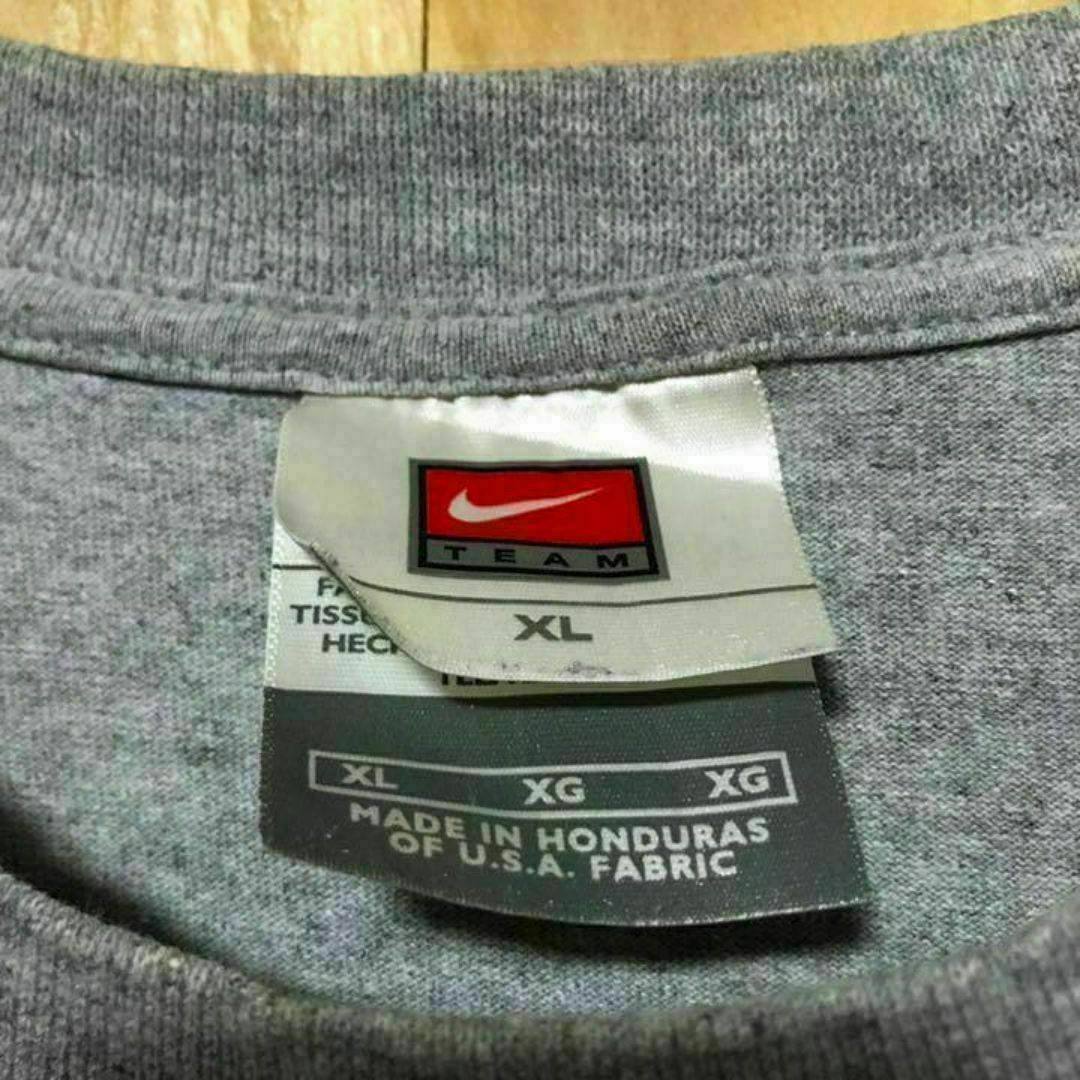 TEAM
XL
XL XG XG
MADE IN HONDURAS
OF U.S.A. FABRIC